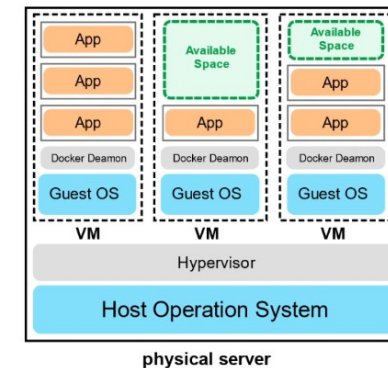 App
Available
Space
Available
Space
App
App
App
App
App
Docker Deamon
Docker Deamon
Docker Deamon
Guest OS
Guest OS
Guest OS
VM
VM
VM
Hypervisor
Host Operation System
physical server